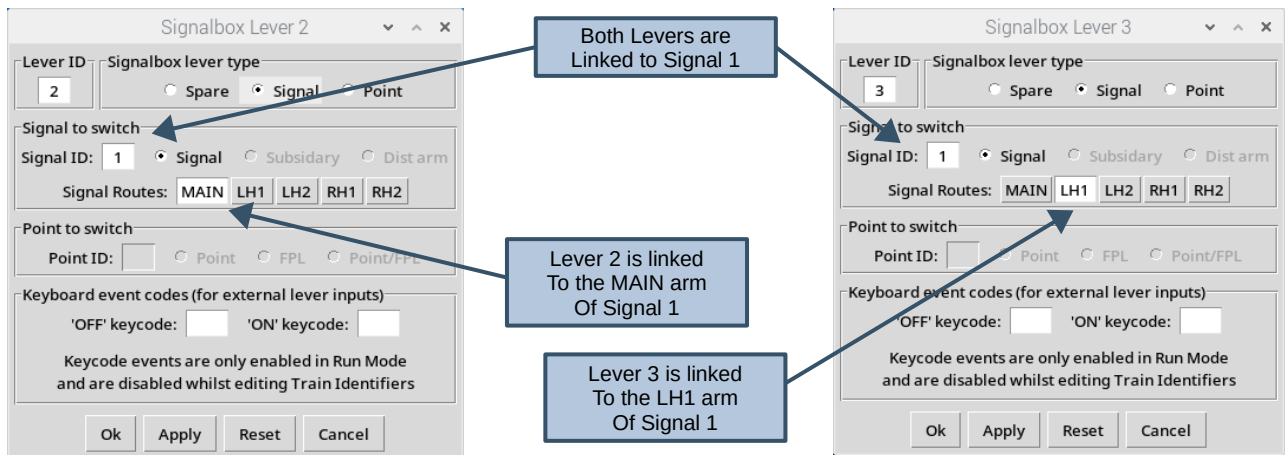 Signalbox Lever 2
Lever ID
Signalbox lever type
2
Spare
Signal
Point
Signal to switch
Signal ID:
1
Signal
Subsidary
Dist arm
Signal Routes:
MAIN
LH1
LH2
RH1
RH2
Point to switch
Point ID:
Point
FPL
Point/FPL
Keyboard event codes (for external lever inputs)
'OFF' keycode:
'ON' keycode:
Keycode events are only enabled in Run Mode
and are disabled whilst editing Train Identifiers
Ok
Apply
Reset
Cancel
Both Levers are
Linked to Signal 1
Lever 2 is linked
To the MAIN arm
Of Signal 1
Lever 3 is linked
To the LH1 arm
Of Signal 1
Signalbox Lever 3
Lever ID
Signalbox lever type
3
Spare
Signal
Point
Signal to switch
Signal ID:
1
Signal
Subsidary
Dist arm
Signal Routes:
MAIN
LH1
LH2
RH1
RH2
Point to switch
Point ID:
Point
FPL
Point/FPL
Keyboard event codes (for external lever inputs)
'OFF' keycode:
'ON' keycode:
Keycode events are only enabled in Run Mode
and are disabled whilst editing Train Identifiers
Ok
Apply
Reset
Cancel